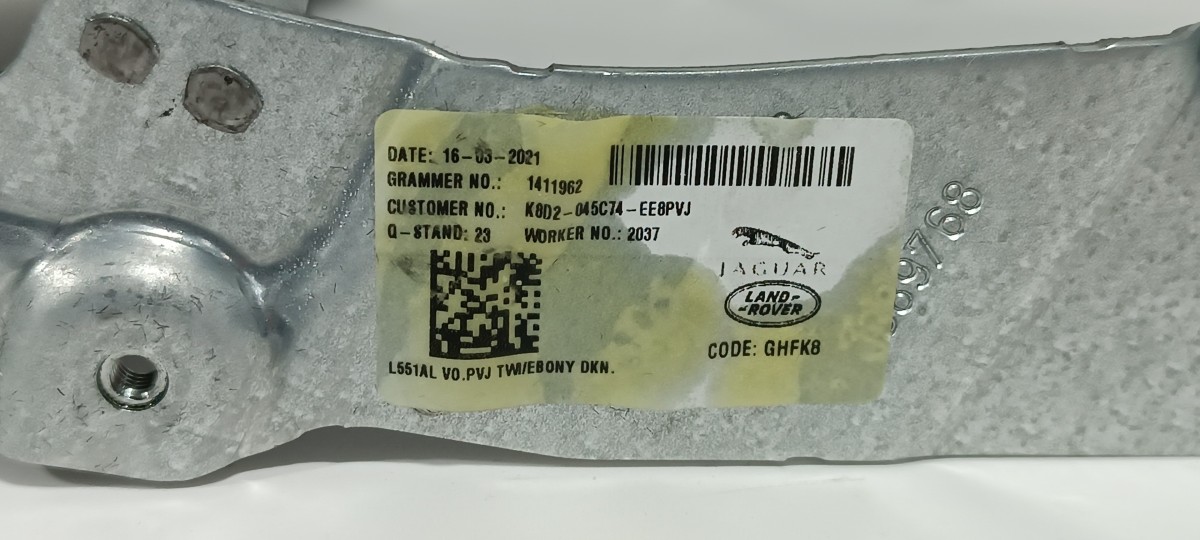 DATE: 16-03-2021
GRAMMER NO.: 1411962
CUSTOMER NO.: K8D2-045C74-EE8PVJ
Q-STAND: 23 WORKER NO.: 2037
JAGUAR
LAND-
-ROVER
CODE: GHFK8
L551AL VO.PVJ TWI/EBONY DKN.